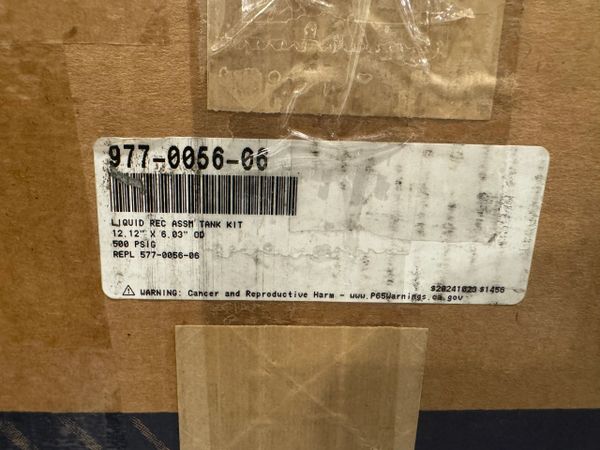 977-0056-06
LIQUID REC ASSM TANK KIT
12.12" X 6.03" OD
500 PSIG
REPL 577-0056-06
$20241023 $1456
⚠ WARNING: Cancer and Reproductive Harm - www.P65Warnings.ca.gov